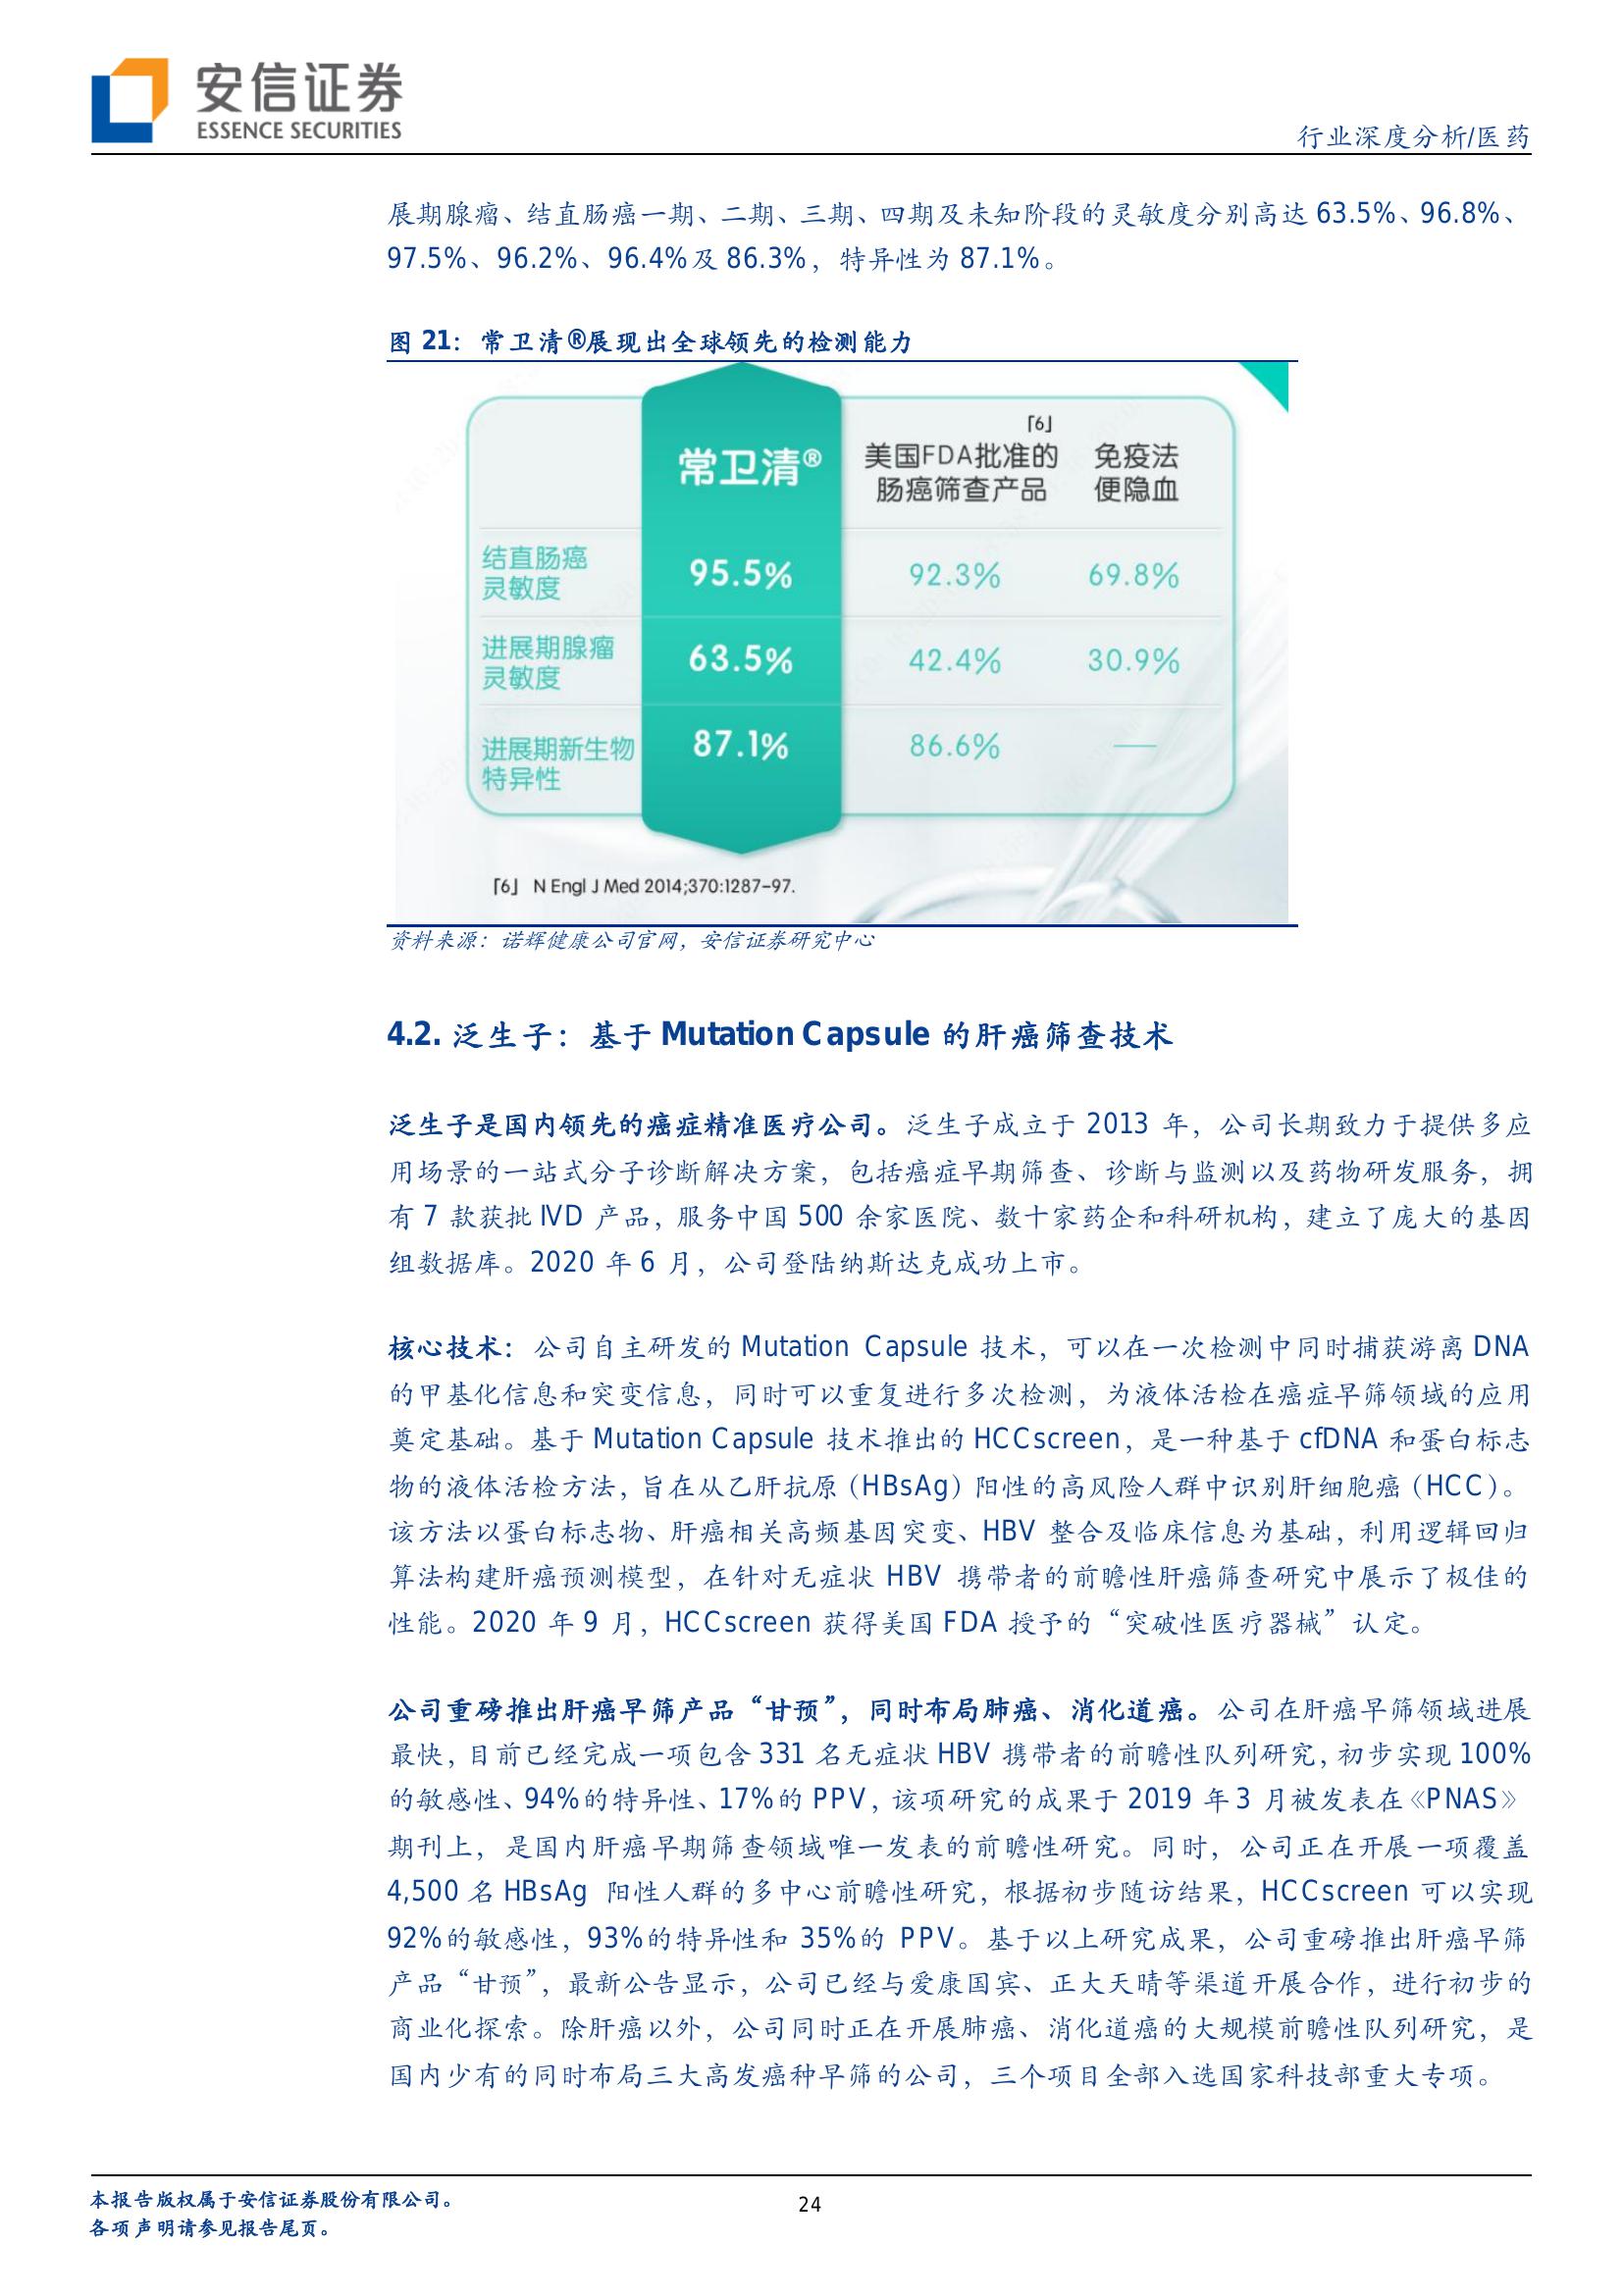 安信证券
ESSENCE SECURITIES
行业深度分析/医药
展期腺瘤、结直肠癌一期、二期、三期、四期及未知阶段的灵敏度分别高达 63.5%、96.8%、
97.5%、96.2%、96.4%及 86.3%，特异性为 87.1%。
图 21：常卫清®展现出全球领先的检测能力
「6」
常卫清® 美国FDA批准的 免疫法
肠癌筛查产品 便隐血
结直肠癌
灵敏度 95.5% 92.3% 69.8%
进展期腺瘤
灵敏度 63.5% 42.4% 30.9%
进展期新生物
特异性 87.1% 86.6% —
「6」 N Engl J Med 2014;370:1287-97.
资料来源：诺辉健康公司官网，安信证券研究中心
4.2. 泛生子：基于 Mutation Capsule 的肝癌筛查技术
泛生子是国内领先的癌症精准医疗公司。泛生子成立于 2013 年，公司长期致力于提供多应
用场景的一站式分子诊断解决方案，包括癌症早期筛查、诊断与监测以及药物研发服务，拥
有 7 款获批 IVD 产品，服务中国 500 余家医院、数十家药企和科研机构，建立了庞大的基因
组数据库。2020 年 6 月，公司登陆纳斯达克成功上市。
核心技术：公司自主研发的 Mutation Capsule 技术，可以在一次检测中同时捕获游离 DNA
的甲基化信息和突变信息，同时可以重复进行多次检测，为液体活检在癌症早筛领域的应用
奠定基础。基于 Mutation Capsule 技术推出的 HCCscreen，是一种基于 cfDNA 和蛋白标志
物的液体活检方法，旨在从乙肝抗原（HBsAg）阳性的高风险人群中识别肝细胞癌（HCC）。
该方法以蛋白标志物、肝癌相关高频基因突变、HBV 整合及临床信息为基础，利用逻辑回归
算法构建肝癌预测模型，在针对无症状 HBV 携带者的前瞻性肝癌筛查研究中展示了极佳的
性能。2020 年 9 月，HCCscreen 获得美国 FDA 授予的“突破性医疗器械”认定。
公司重磅推出肝癌早筛产品“甘预”，同时布局肺癌、消化道癌。公司在肝癌早筛领域进展
最快，目前已经完成一项包含 331 名无症状 HBV 携带者的前瞻性队列研究，初步实现 100%
的敏感性、94%的特异性、17%的 PPV，该项研究的成果于 2019 年 3 月被发表在《PNAS》
期刊上，是国内肝癌早期筛查领域唯一发表的前瞻性研究。同时，公司正在开展一项覆盖
4,500 名 HBsAg 阳性人群的多中心前瞻性研究，根据初步随访结果，HCCscreen 可以实现
92%的敏感性，93%的特异性和 35%的 PPV。基于以上研究成果，公司重磅推出肝癌早筛
产品“甘预”，最新公告显示，公司已经与爱康国宾、正大天晴等渠道开展合作，进行初步的
商业化探索。除肝癌以外，公司同时正在开展肺癌、消化道癌的大规模前瞻性队列研究，是
国内少有的同时布局三大高发癌种早筛的公司，三个项目全部入选国家科技部重大专项。
本报告版权属于安信证券股份有限公司。
各项声明请参见报告尾页。
24